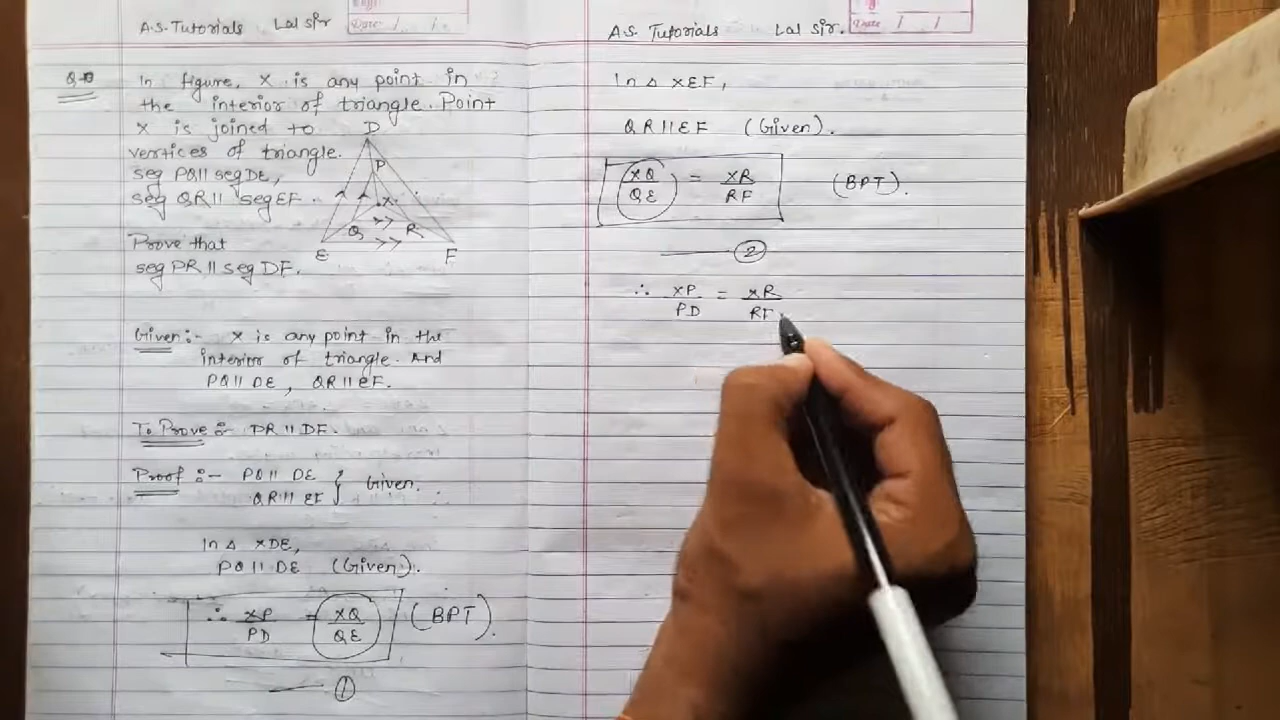 A.S. Tutorials Lal Sir
Date: / /
Q
In figure, X is any point in
the interior of triangle. Point
X is joined to
vertices of triangle.
seg PQ || seg DE,
seg QR || seg EF.
Prove that
seg PR || seg DF.
D
P
X
Q
R
E
F
Given:- X is any point in the
interior of triangle. And
PQ || DE, QR || EF.
To Prove :- PR || DF.
Proof :- PQ || DE
QR || EF } Given.
In △ XDE,
PQ || DE (Given).
∴ XP/PD = XQ/QE (BPT).
1
A.S. Tutorials Lal Sir.
Date / /
In △ XEF,
QR || EF (Given).
XQ/QE = XR/RF (BPT).
2
∴ XP/PD = XR/RF